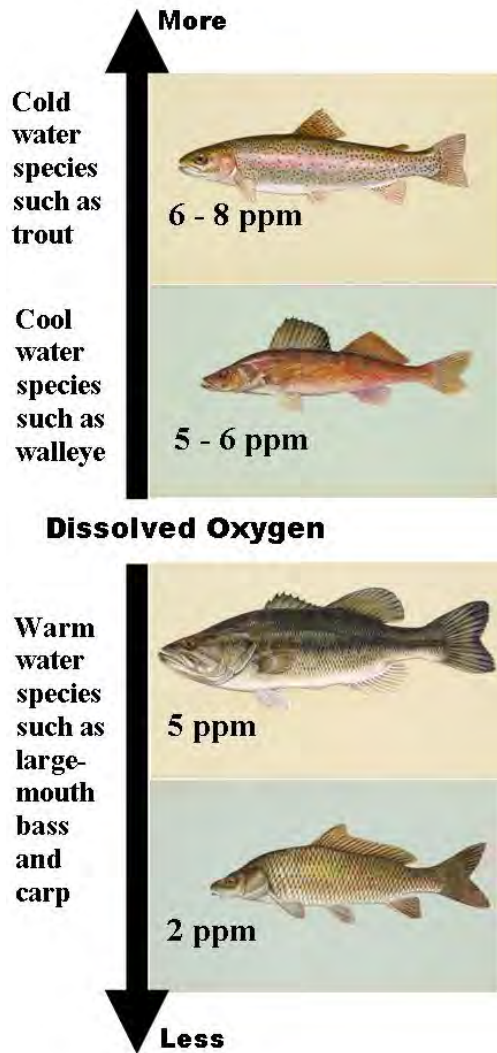 More
Cold
water
species
such as
trout
6 - 8 ppm
Cool
water
species
such as
walleye
5 - 6 ppm
Dissolved Oxygen
Warm
water
species
such as
large-
mouth
bass
and
carp
5 ppm
2 ppm
Less